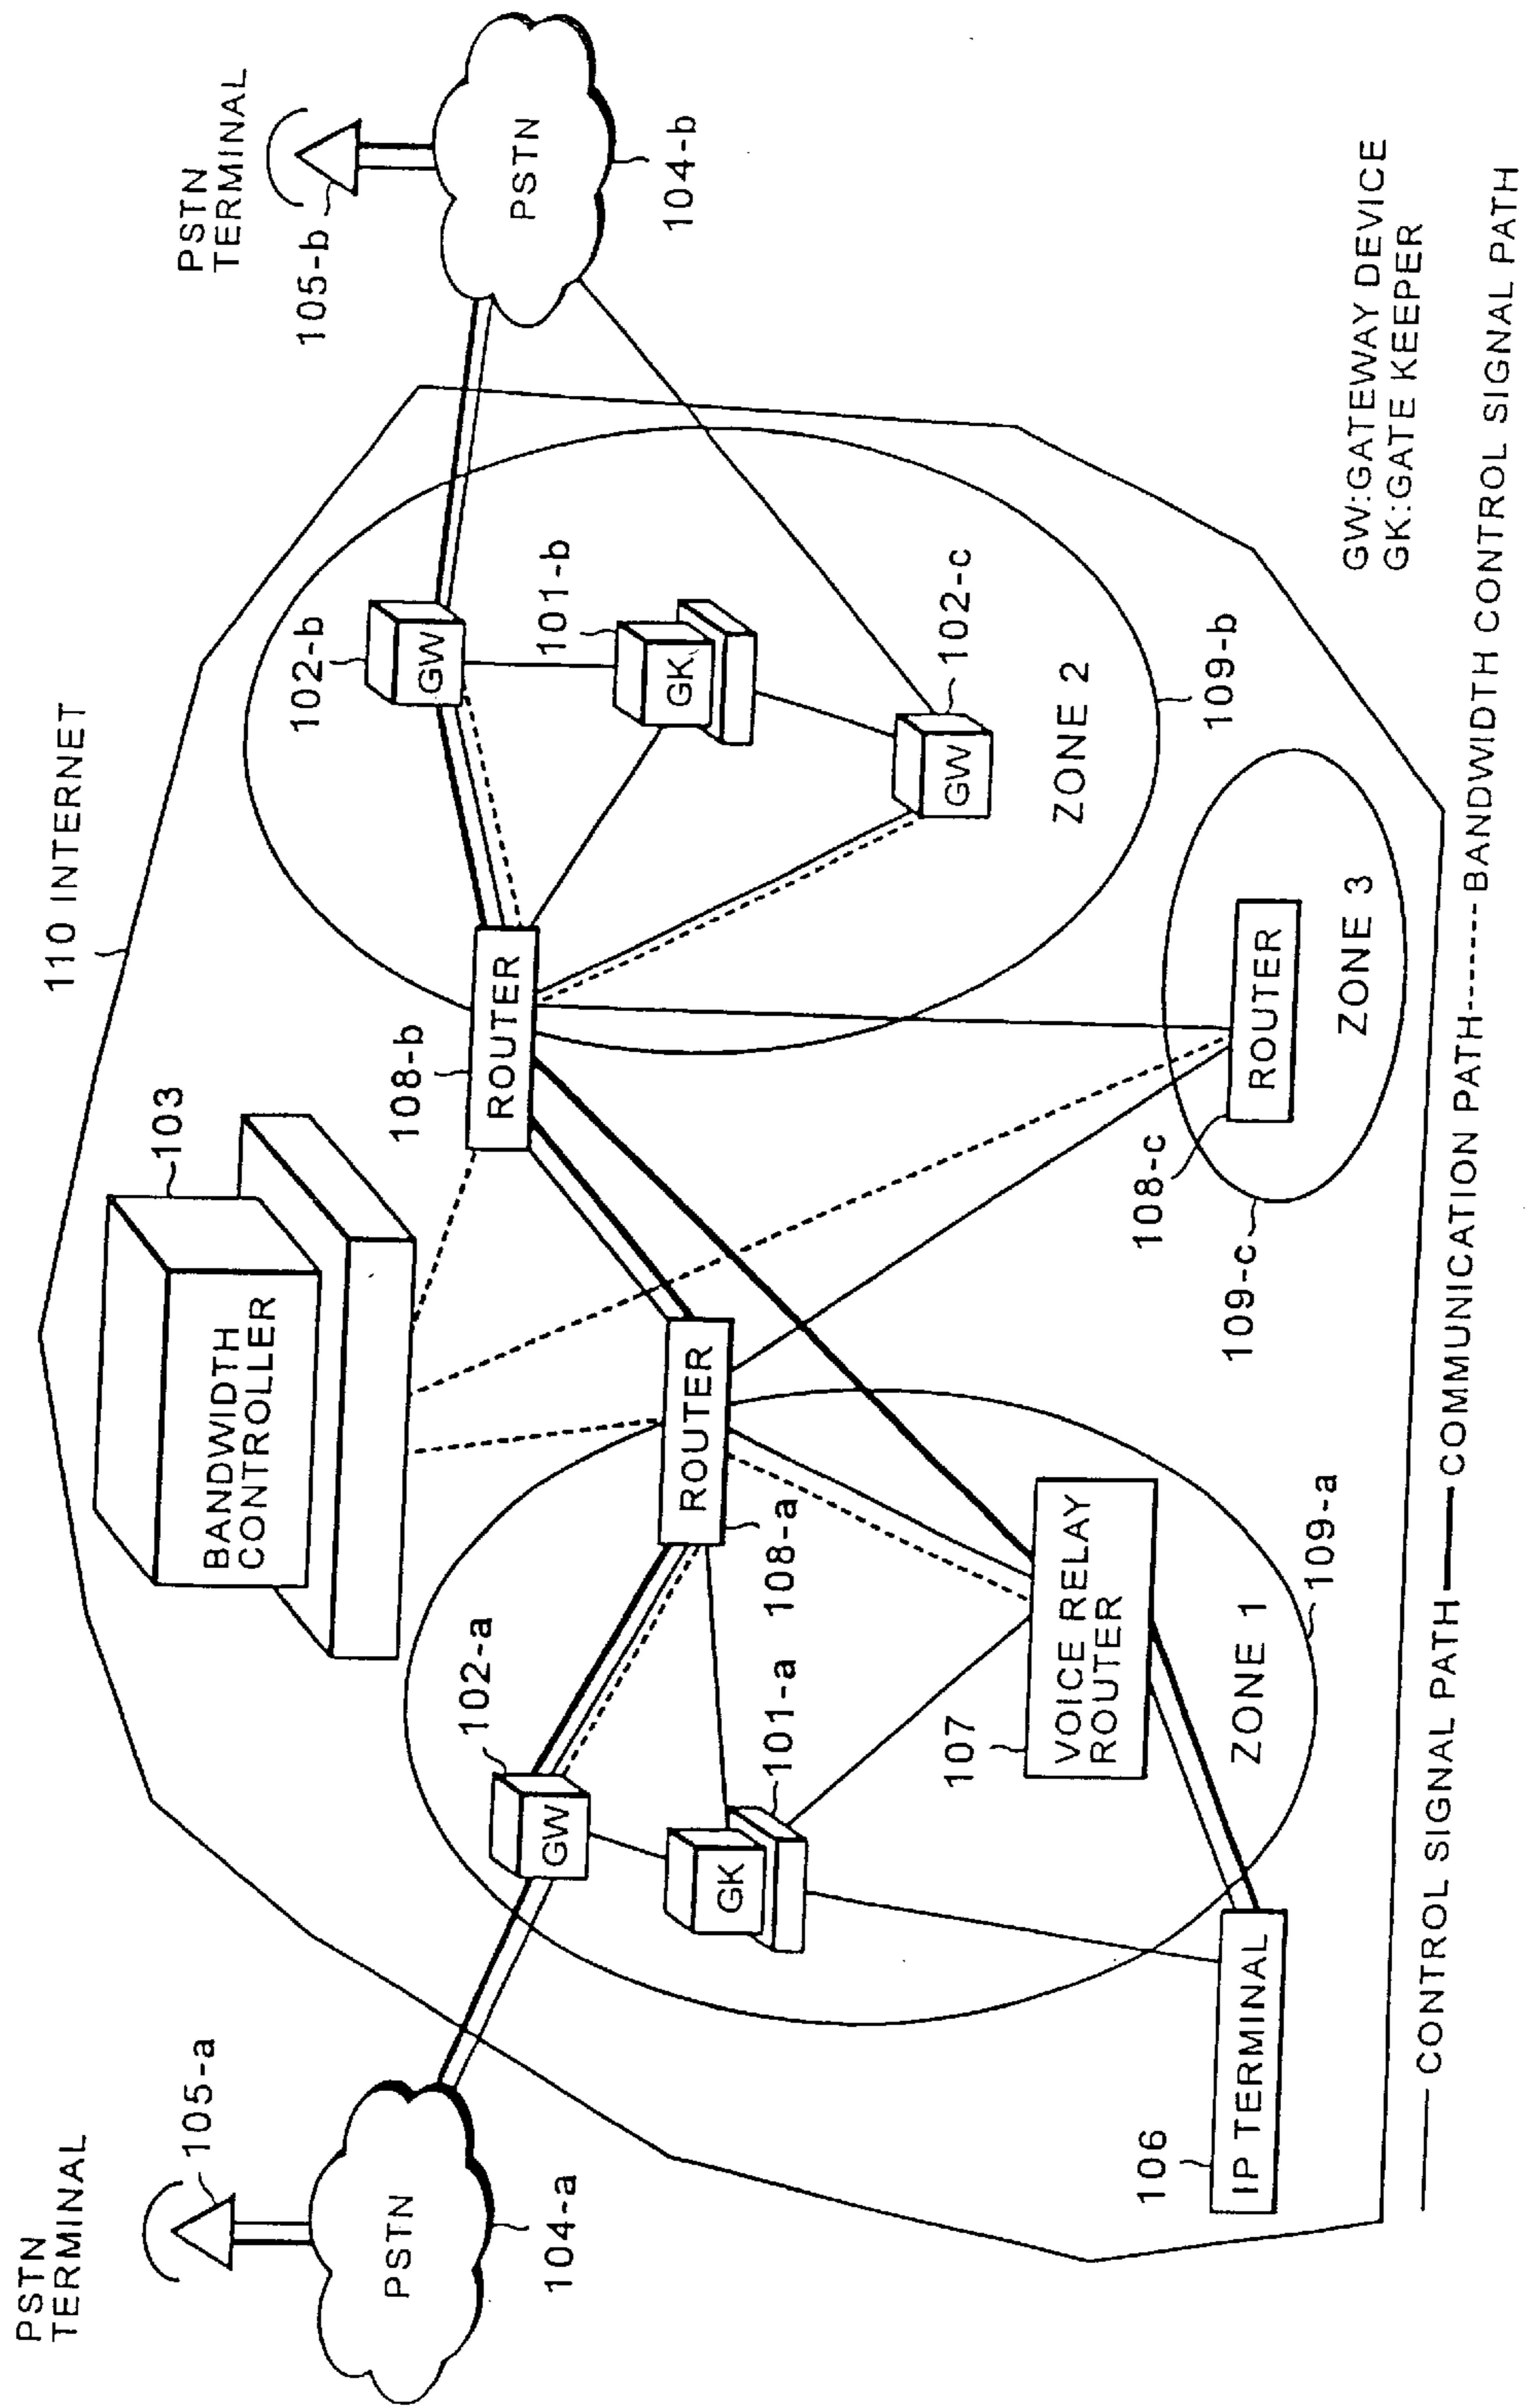 PSTN
TERMINAL
105-a
PSTN
104-a
110 INTERNET
BANDWIDTH
CONTROLLER
103
102-a
GW
GK
101-a
ROUTER
108-a
107
VOICE RELAY
ROUTER
ZONE 1
109-a
106
IP TERMINAL
108-b
ROUTER
102-b
GW
101-b
GK
102-c
GW
ZONE 2
109-b
108-c
ROUTER
ZONE 3
109-c
PSTN
TERMINAL
105-b
PSTN
104-b
GW:GATEWAY DEVICE
GK:GATE KEEPER
CONTROL SIGNAL PATH COMMUNICATION PATH BANDWIDTH CONTROL SIGNAL PATH